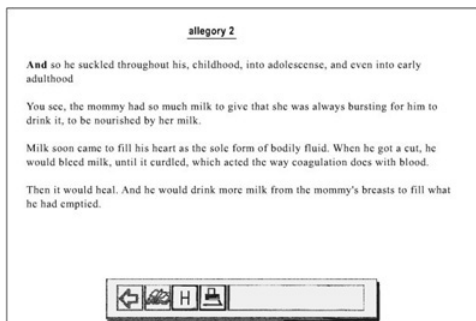 allegory 2
And so he suckled throughout his, childhood, into adolescense, and even into early
adulthood
You see, the mommy had so much milk to give that she was always bursting for him to
drink it, to be nourished by her milk.
Milk soon came to fill his heart as the sole form of bodily fluid. When he got a cut, he
would bleed milk, until it curdled, which acted the way coagulation does with blood.
Then it would heal. And he would drink more milk from the mommy's breasts to fill what
he had emptied.
H